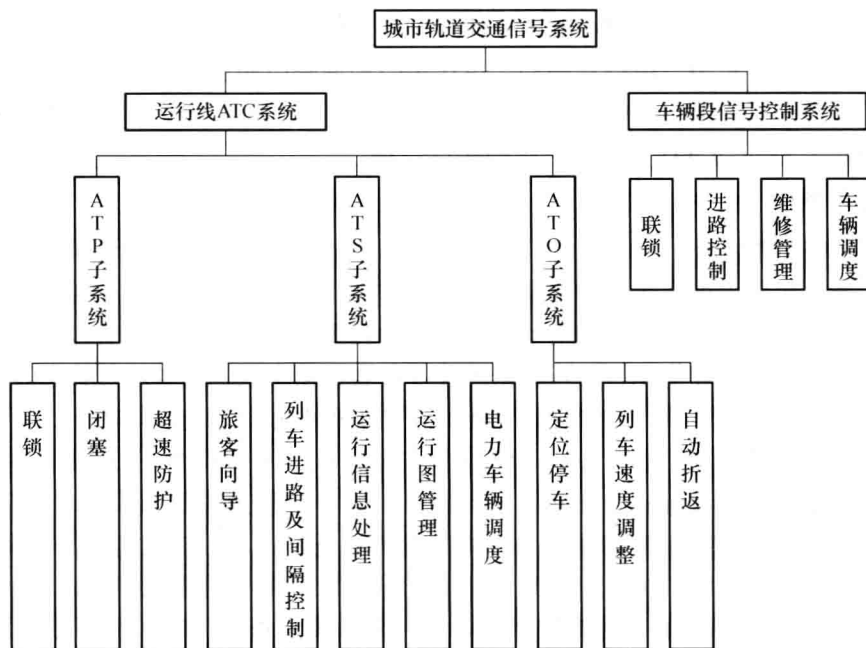 城市轨道交通信号系统
运行线ATC系统
车辆段信号控制系统
ATP子系统
ATS子系统
ATO子系统
联锁
进路控制
维修管理
车辆调度
联锁
闭塞
超速防护
旅客向导
列车进路及间隔控制
运行信息处理
运行图管理
电力车辆调度
定位停车
列车速度调整
自动折返